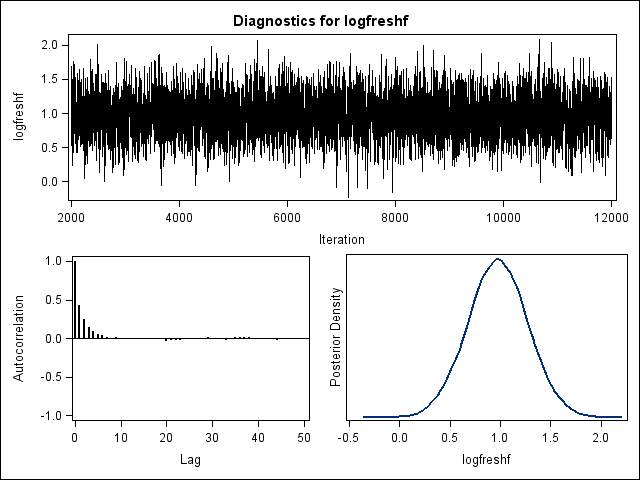 Diagnostics for logfreshf
logfreshf
2.0
1.5
1.0
0.5
0.0
2000 4000 6000 8000 10000 12000
Iteration
Autocorrelation
1.0
0.5
0.0
-0.5
-1.0
0 10 20 30 40 50
Lag
Posterior Density
-0.5 0.0 0.5 1.0 1.5 2.0
logfreshf